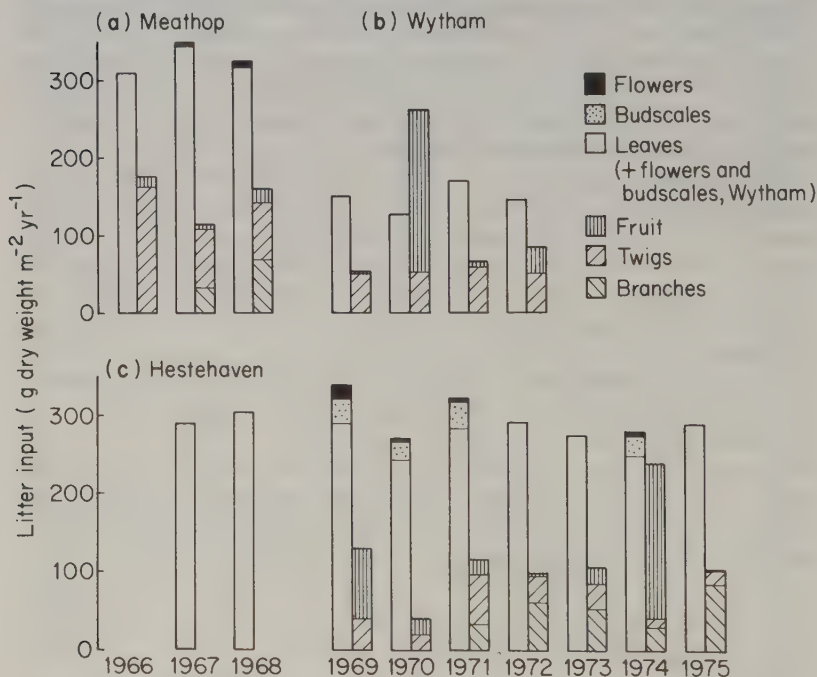 (a) Meathop
(b) Wytham
300
200
100
0
Flowers
Budscales
Leaves
(+ flowers and
budscales, Wytham)
Fruit
Twigs
Branches
Litter input (g dry weight m⁻² yr⁻¹)
(c) Hestehaven
300
200
100
0
1966 1967 1968 1969 1970 1971 1972 1973 1974 1975